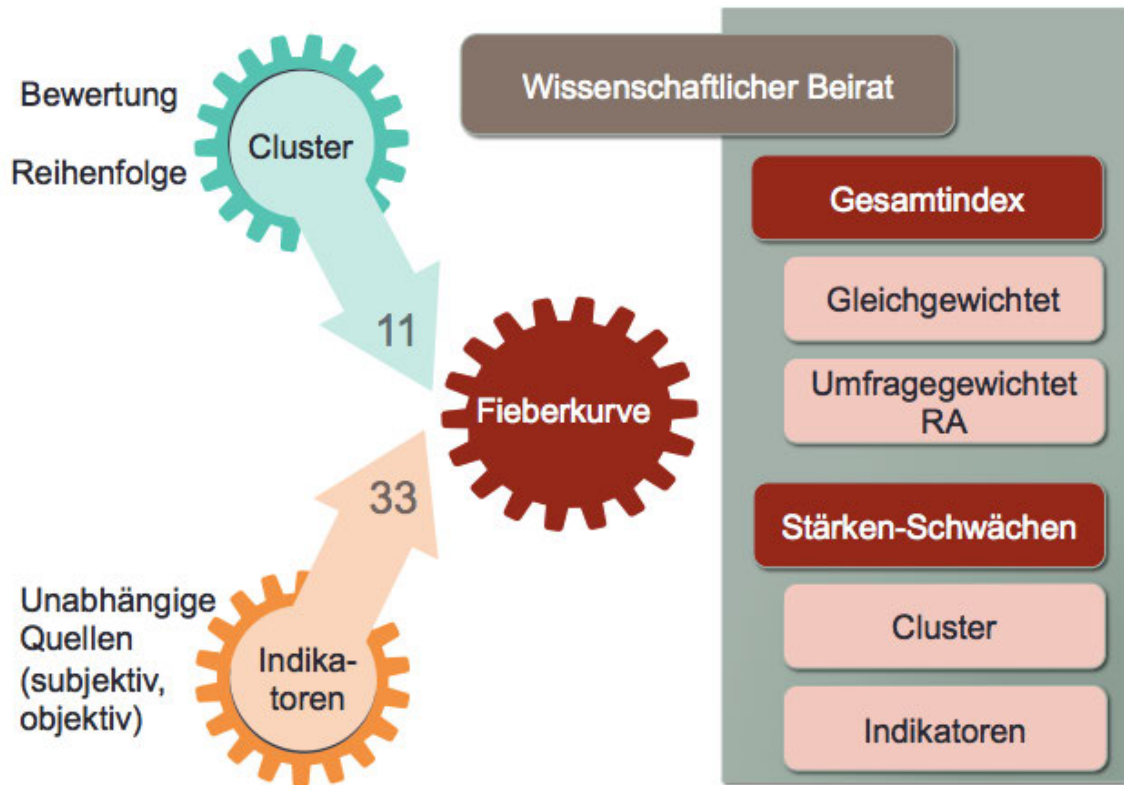 Bewertung
Reihenfolge
Cluster
11
Unabhängige
Quellen
(subjektiv,
objektiv)
Indika-
toren
33
Fieberkurve
Wissenschaftlicher Beirat
Gesamtindex
Gleichgewichtet
Umfragegewichtet
RA
Stärken-Schwächen
Cluster
Indikatoren